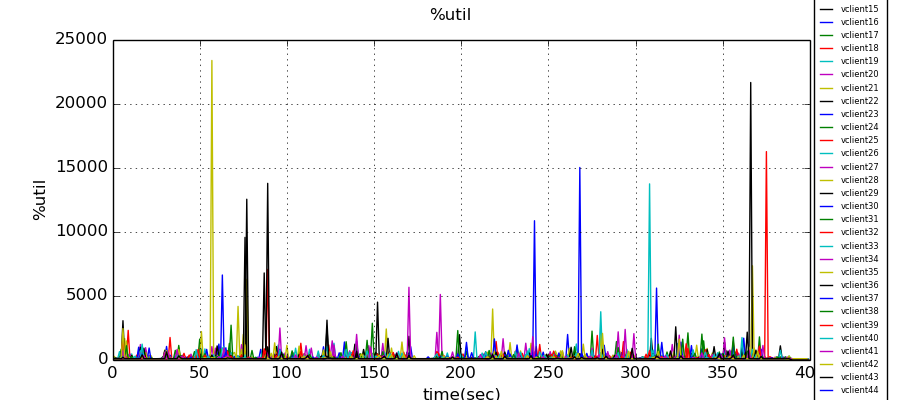 %util
25000
20000
15000
10000
5000
0
%util
0
50
100
150
200
250
300
350
40
time(sec)
vclient15
vclient16
vclient17
vclient18
vclient19
vclient20
vclient21
vclient22
vclient23
vclient24
vclient25
vclient26
vclient27
vclient28
vclient29
vclient30
vclient31
vclient32
vclient33
vclient34
vclient35
vclient36
vclient37
vclient38
vclient39
vclient40
vclient41
vclient42
vclient43
vclient44